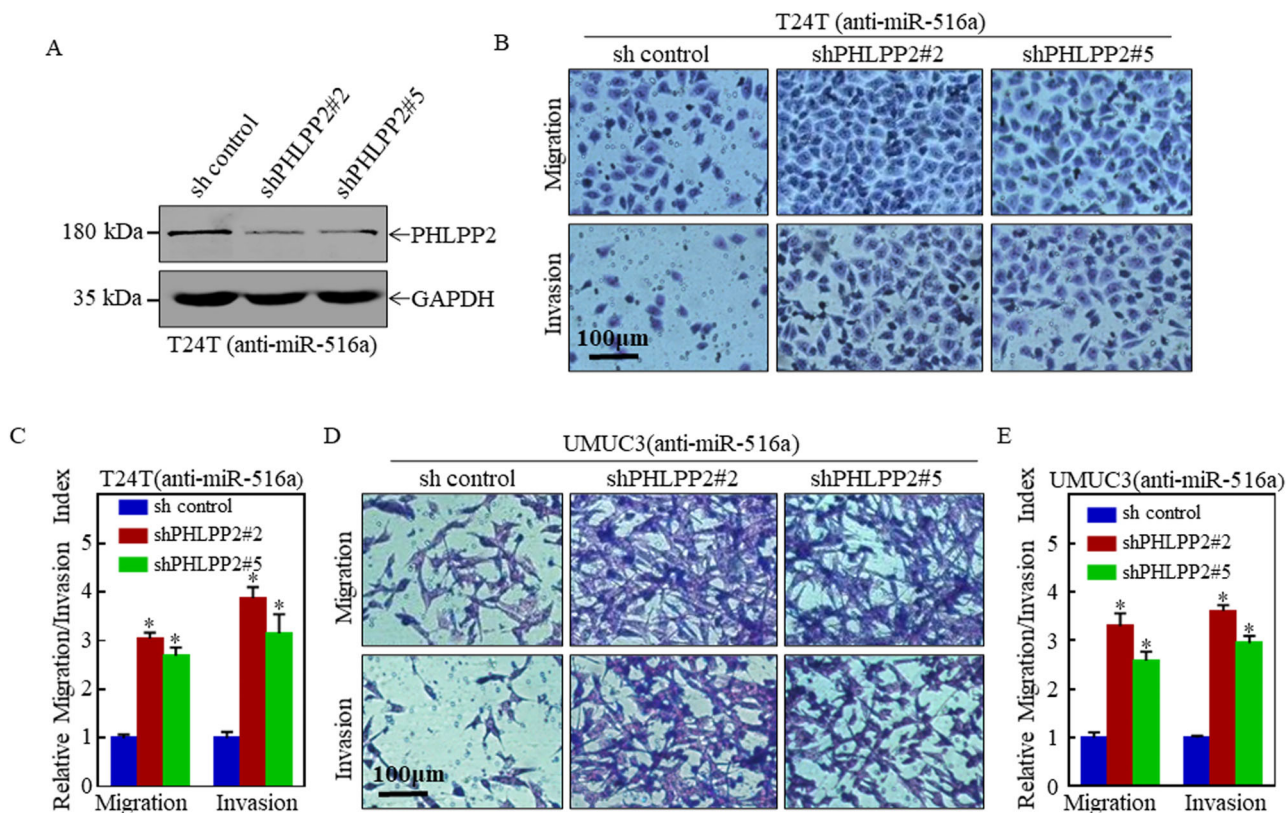 A
sh control
shPHLPP2#2
shPHLPP2#5
180 kDa
←PHLPP2
35 kDa
←GAPDH
T24T (anti-miR-516a)
B
T24T (anti-miR-516a)
sh control
shPHLPP2#2
shPHLPP2#5
Migration
Invasion
100μm
C
T24T(anti-miR-516a)
Relative Migration/Invasion Index
sh control
shPHLPP2#2
shPHLPP2#5
5
4
3
2
1
0
* * * *
Migration Invasion
D
UMUC3(anti-miR-516a)
sh control
shPHLPP2#2
shPHLPP2#5
Migration
Invasion
100μm
E
UMUC3(anti-miR-516a)
Relative Migration/Invasion Index
sh control
shPHLPP2#2
shPHLPP2#5
5
4
3
2
1
0
* * * *
Migration Invasion